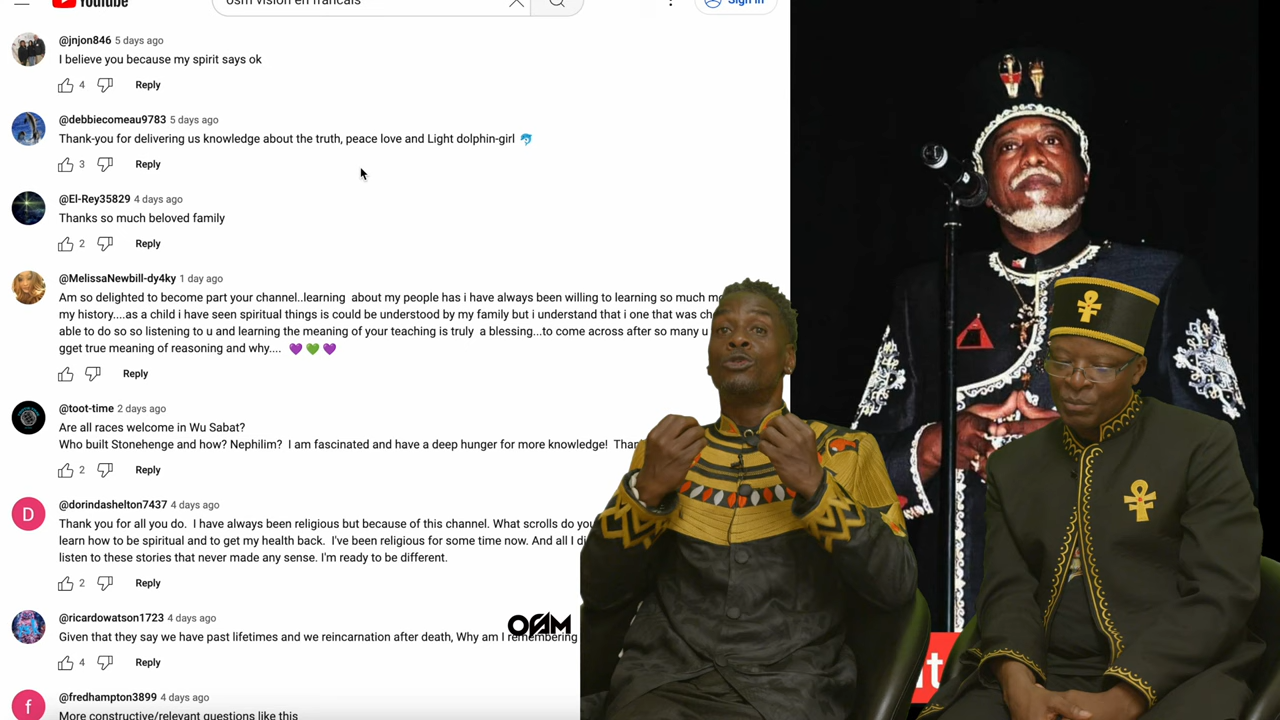 YouTube
osm vision en francais
Sign in
@jnjon846 5 days ago
I believe you because my spirit says ok
4 Reply
@debbiecomeau9783 5 days ago
Thank-you for delivering us knowledge about the truth, peace love and Light dolphin-girl 🐬
3 Reply
@El-Rey35829 4 days ago
Thanks so much beloved family
2 Reply
@MelissaNewbill-dy4ky 1 day ago
Am so delighted to become part your channel..learning about my people has i have always been willing to learning so much
my history....as a child i have seen spiritual things is could be understood by my family but i understand that i one that was
able to do so so listening to u and learning the meaning of your teaching is truly a blessing...to come across after so many u
gget true meaning of reasoning and why.... 💜 💚 💜
Reply
@toot-time 2 days ago
Are all races welcome in Wu Sabat?
Who built Stonehenge and how? Nephilim? I am fascinated and have a deep hunger for more knowledge!
2 Reply
D
@dorindashelton7437 4 days ago
Thank you for all you do. I have always been religious but because of this channel. What scrolls do
learn how to be spiritual and to get my health back. I've been religious for some time now. And all I
listen to these stories that never made any sense. I'm ready to be different.
2 Reply
@ricardowatson1723 4 days ago
Given that they say we have past lifetimes and we reincarnation after death, Why am I remembering
4 Reply
f
@fredhampton3899 4 days ago
More constructive/relevant questions like this